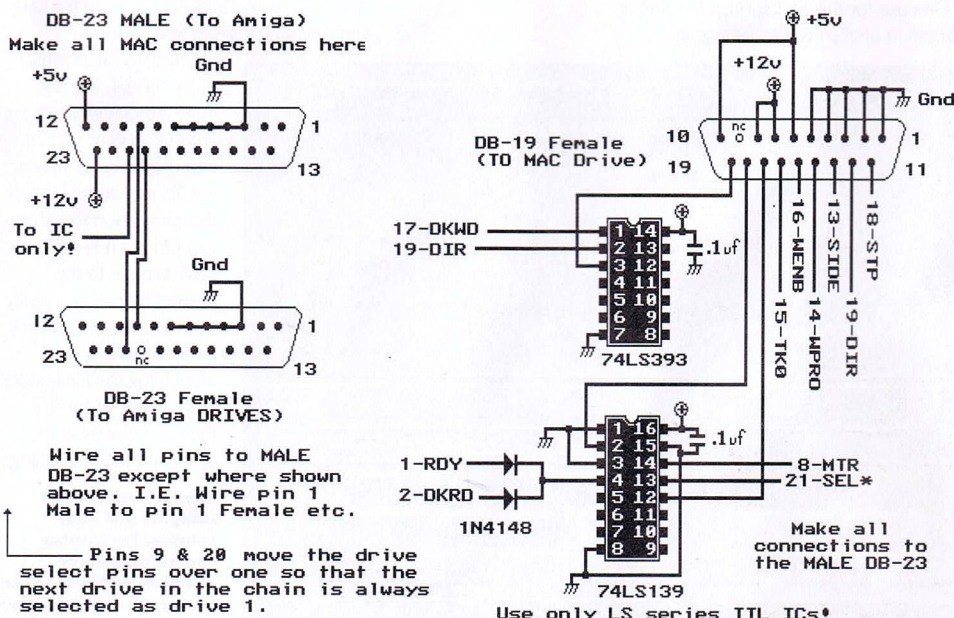 DB-23 MALE (To Amiga)
Make all MAC connections here
+5v
Gnd
12
1
23
13
+12v
To IC
only!
Gnd
12
1
23
nc
13
DB-23 Female
(To Amiga DRIVES)
Wire all pins to MALE
DB-23 except where shown
above. I.E. Wire pin 1
Male to pin 1 Female etc.
Pins 9 & 20 move the drive
select pins over one so that the
next drive in the chain is always
selected as drive 1.
+5v
+12v
Gnd
nc
10
1
DB-19 Female
(TO MAC Drive)
19
11
17-DKWD
19-DIR
1 14
2 13
3 12
4 11
5 10
6 9
7 8
.1uf
74LS393
16-WENB
13-SIDE
18-STP
15-TK0
14-WPRO
19-DIR
1 16
2 15
3 14
4 13
5 12
6 11
7 10
8 9
.1uf
1-RDY
2-DKRD
1N4148
8-MTR
21-SEL*
74LS139
Make all
connections to
the MALE DB-23
Use only LS series TTL ICs!